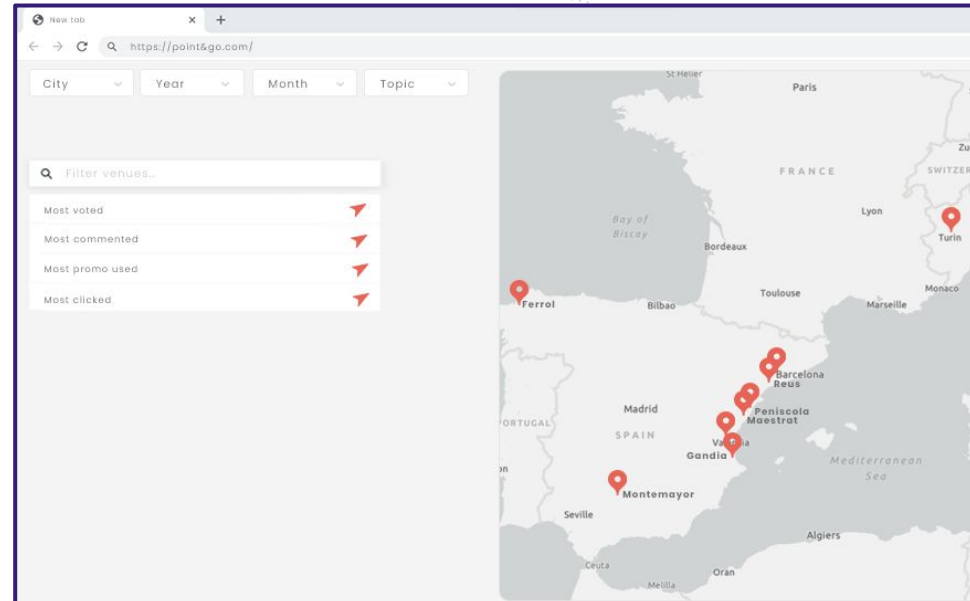 New tab
https://point&go.com/
City
Year
Month
Topic
Filter venues..
Most voted
Most commented
Most promo used
Most clicked
St Helier
Paris
FRANCE
SWITZER
Lyon
Turin
Bay of
Biscay
Bordeaux
Monaco
Toulouse
Marseille
Ferrol
Bilbao
Barcelona
Reus
Madrid
Peniscola
Maestrat
ORTUGAL
SPAIN
Gandia
Mediterranean
Sea
Montemayor
Seville
Algiers
Ceuta
Oran
Melilla